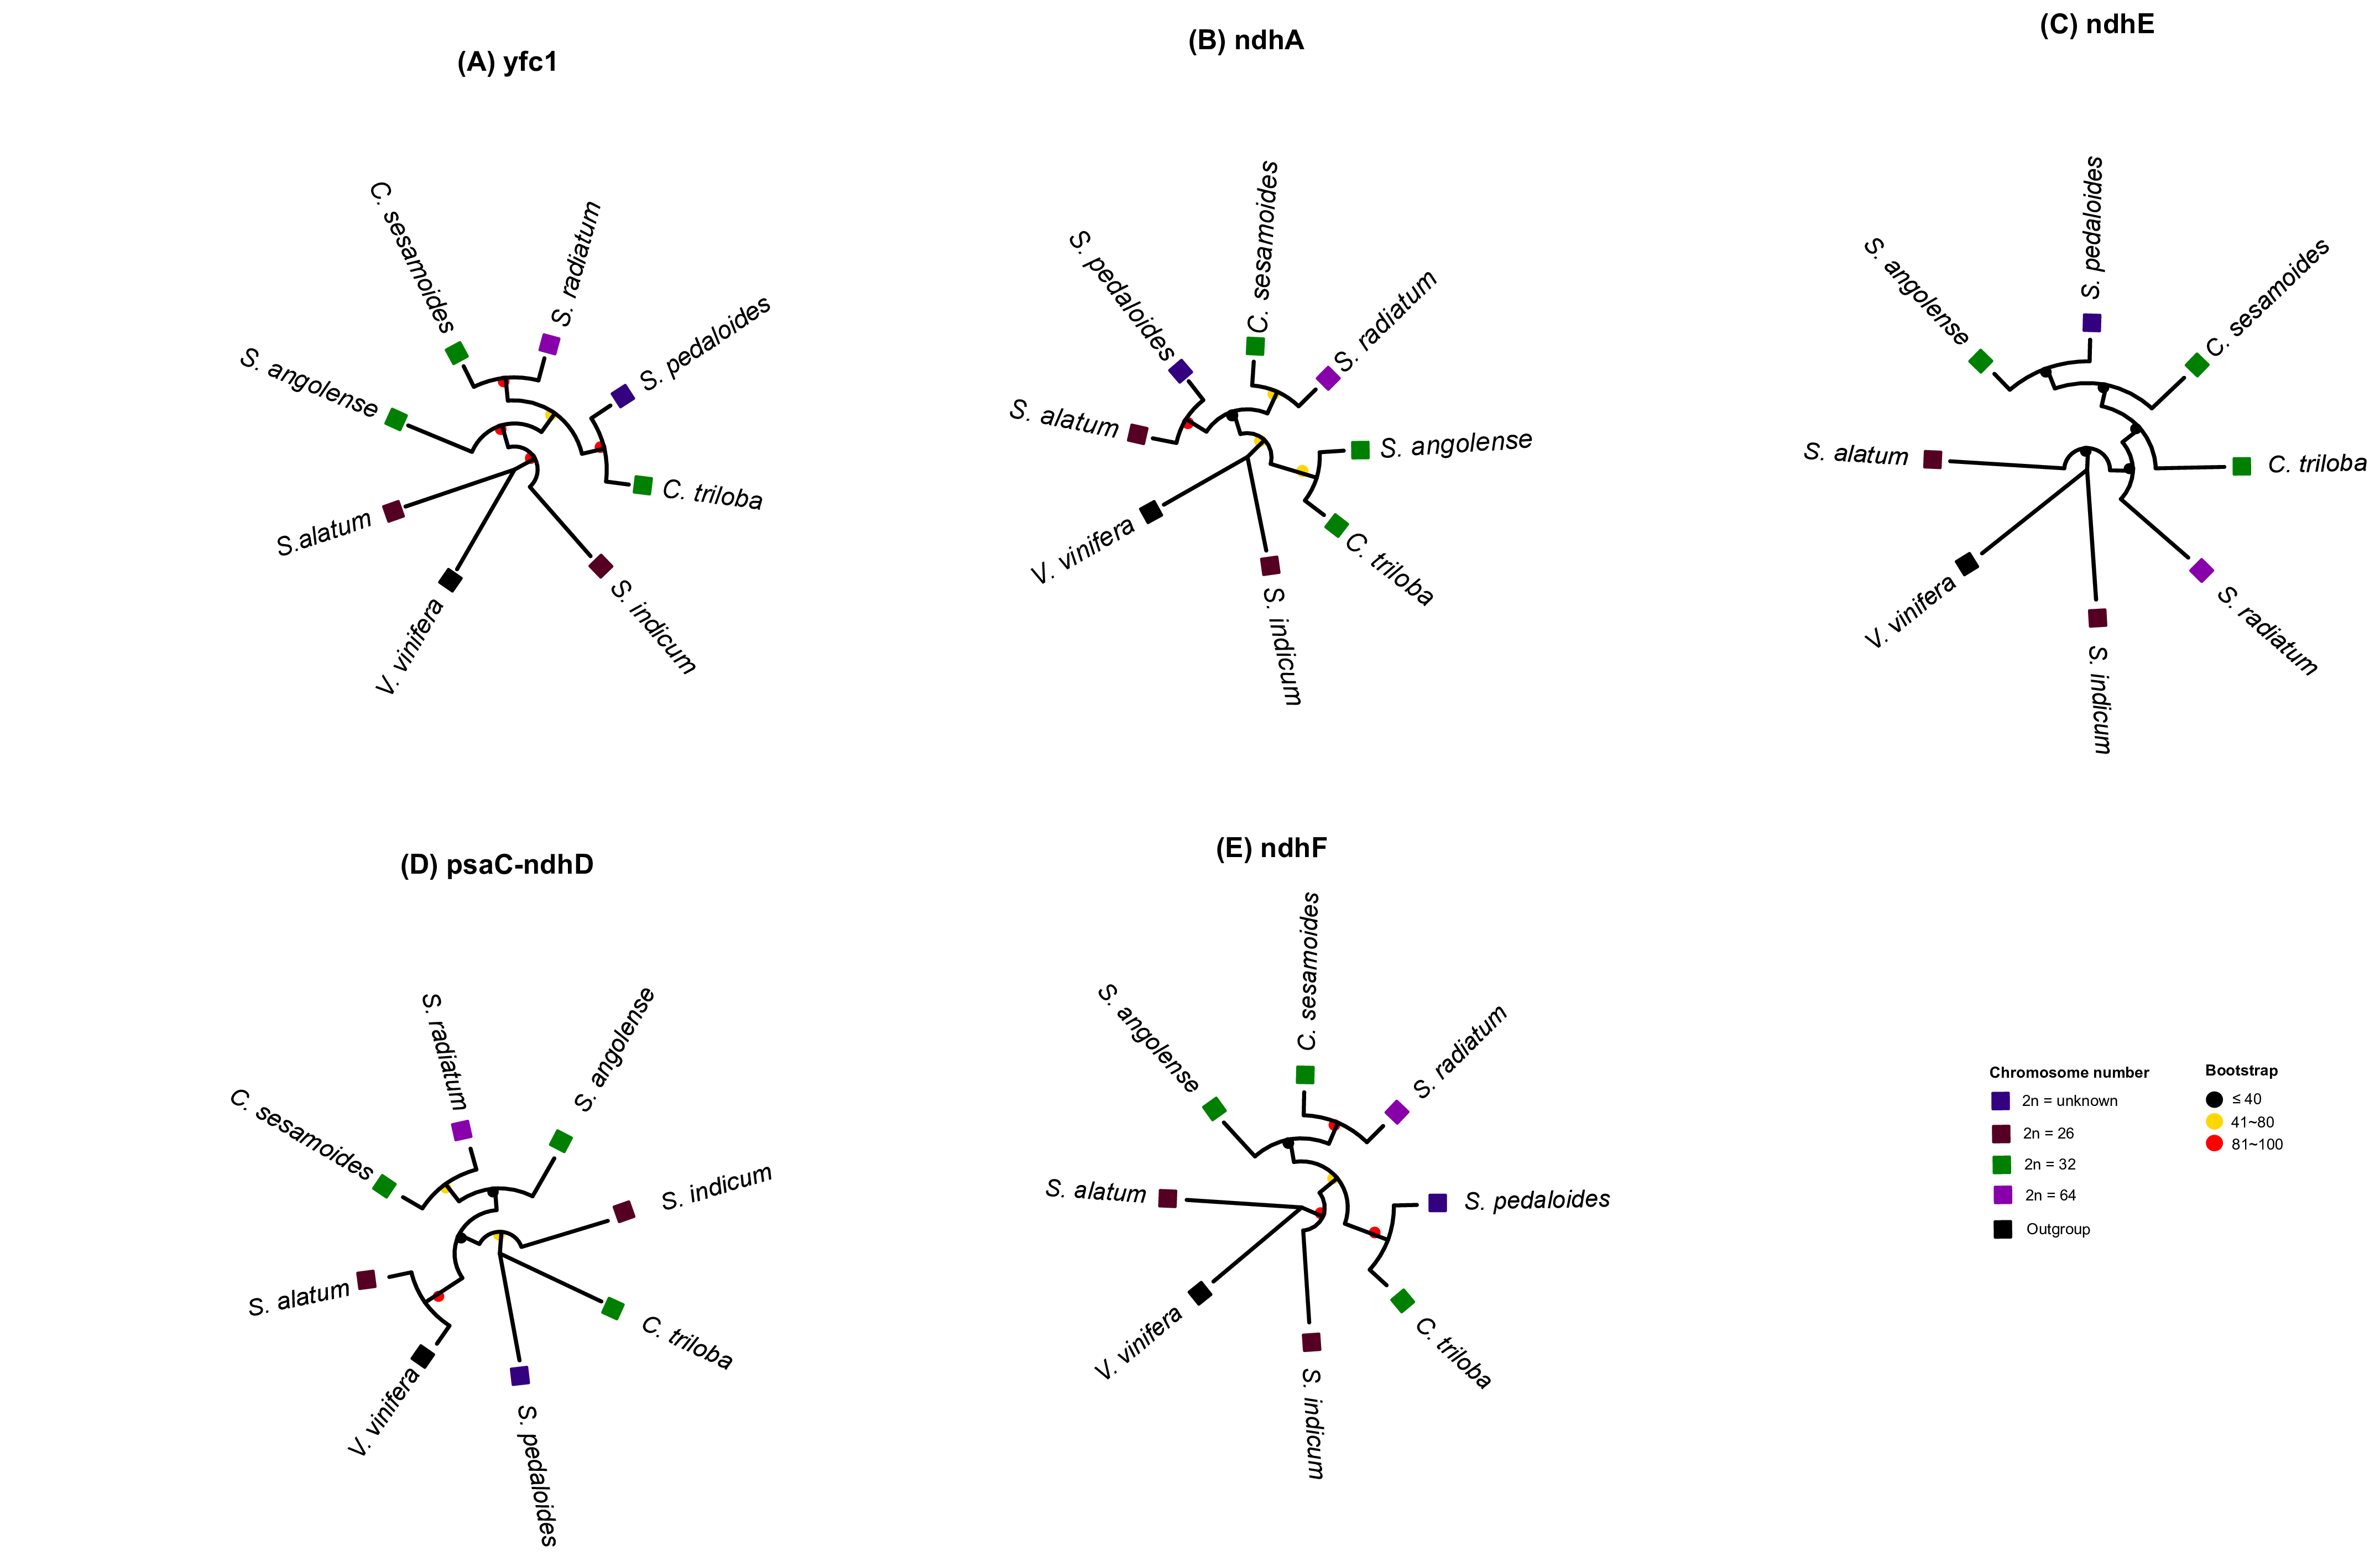 (A) yfc1
C. sesamoides
S. radiatum
S. pedaloides
S. angolense
C. triloba
S.alatum
V. vinifera
S. indicum
(B) ndhA
C. sesamoides
S. pedaloides
S. radiatum
S. alatum
S. angolense
V. vinifera
C. triloba
S. indicum
(C) ndhE
S. pedaloides
S. angolense
C. sesamoides
S. alatum
C. triloba
V. vinifera
S. radiatum
S. indicum
(D) psaC-ndhD
S. radiatum
S. angolense
C. sesamoides
S. indicum
S. alatum
C. triloba
V. vinifera
S. pedaloides
(E) ndhF
C. sesamoides
S. angolense
S. radiatum
S. alatum
S. pedaloides
V. vinifera
C. triloba
S. indicum
Chromosome number
2n = unknown
2n = 26
2n = 32
2n = 64
Outgroup
Bootstrap
≤ 40
41~80
81~100